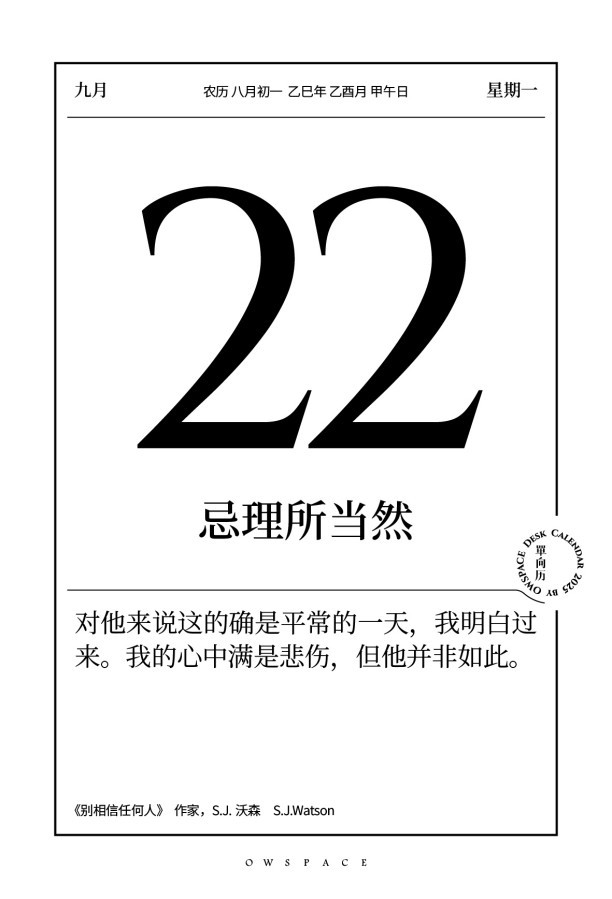 九月 农历 八月初一 乙巳年 乙酉月 甲午日 星期一
22
忌理所当然
單向历
DESK CALENDAR 2025 BY OWSPACE
对他来说这的确是平常的一天，我明白过
来。我的心中满是悲伤，但他并非如此。
《别相信任何人》 作家，S.J. 沃森 S.J.Watson
OWSPACE